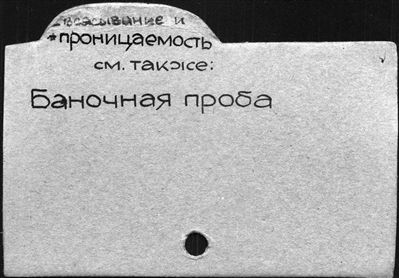 всасывание и
*проницаемость
см. также:
Баночная проба